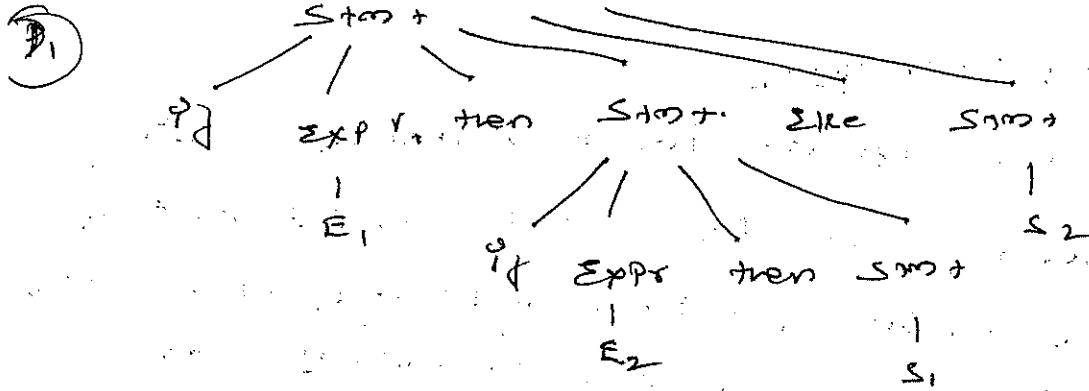 P1
Stmt
if Expr then Stmt Else Stmt
E1 S2
if Expr then Stmt
E2 S1